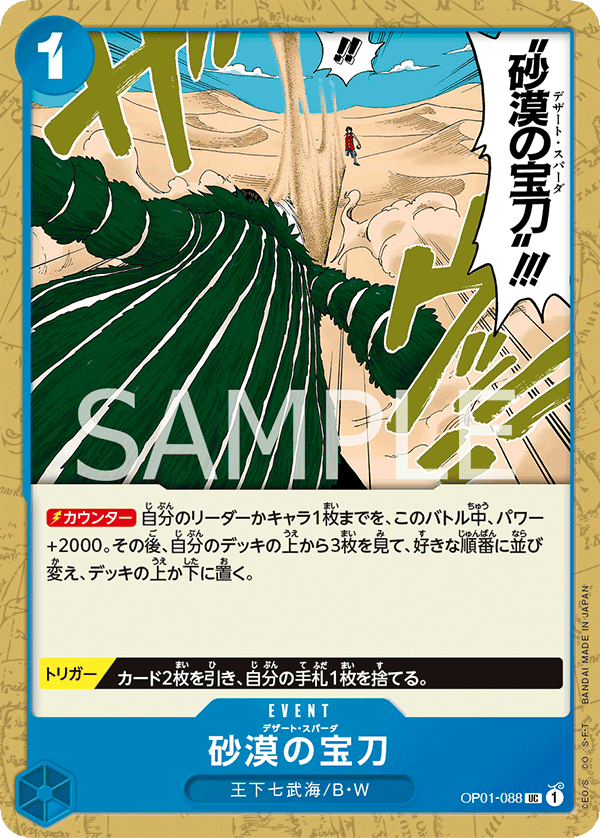 1
ザザ
!!
"砂漠の宝刀"!!!
デザート・スパーダ
SAMPLE
カウンター 自分のリーダーかキャラ1枚までを、このバトル中、パワー
+2000。その後、自分のデッキの上から3枚を見て、好きな順番に並び
変え、デッキの上か下に置く。
トリガー カード2枚を引き、自分の手札1枚を捨てる。
EVENT
デザート・スパーダ
砂漠の宝刀
王下七武海/B・W
OP01-088 UC 1
©E.O/S. ©O S・F・T BANDAI MADE IN JAPAN